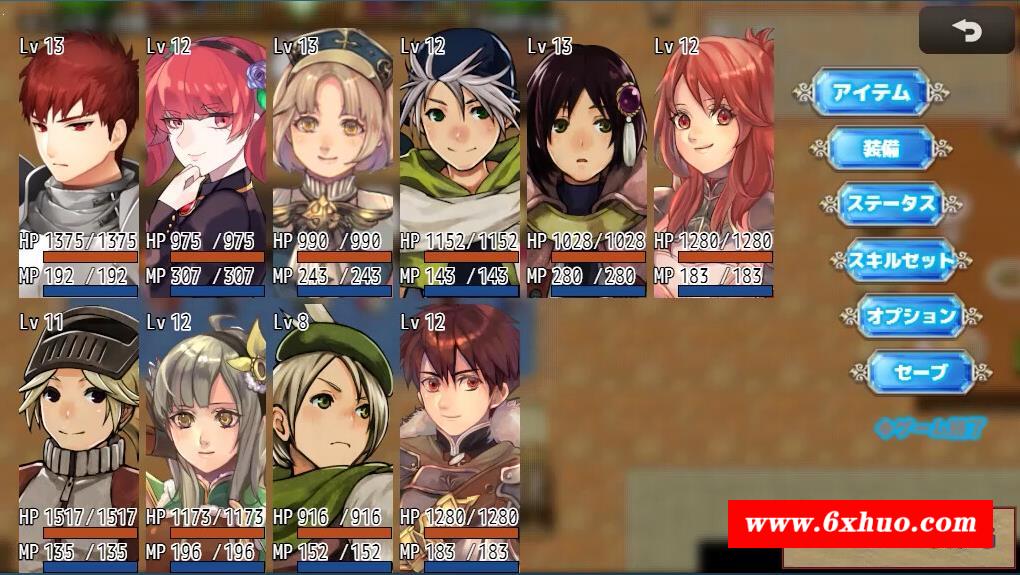 Lv 13 Lv 12 Lv 13 Lv 12 Lv 13 Lv 12
HP 1375/1375 HP 975 /975 HP 990 /990 HP 1152/1152 HP 1028/1028 HP 1280/1280
MP 192 /192 MP 307 /307 MP 243 /243 MP 143 /143 MP 280 /280 MP 183 /183
Lv 11 Lv 12 Lv 8 Lv 12
HP 1517/1517 HP 1173/1173 HP 916 /916 HP 1280/1280
MP 135 /135 MP 196 /196 MP 152 /152 MP 183 /183
アイテム
装備
ステータス
スキルセット
オプション
セーブ
ゲーム終了
www.6xhuo.com